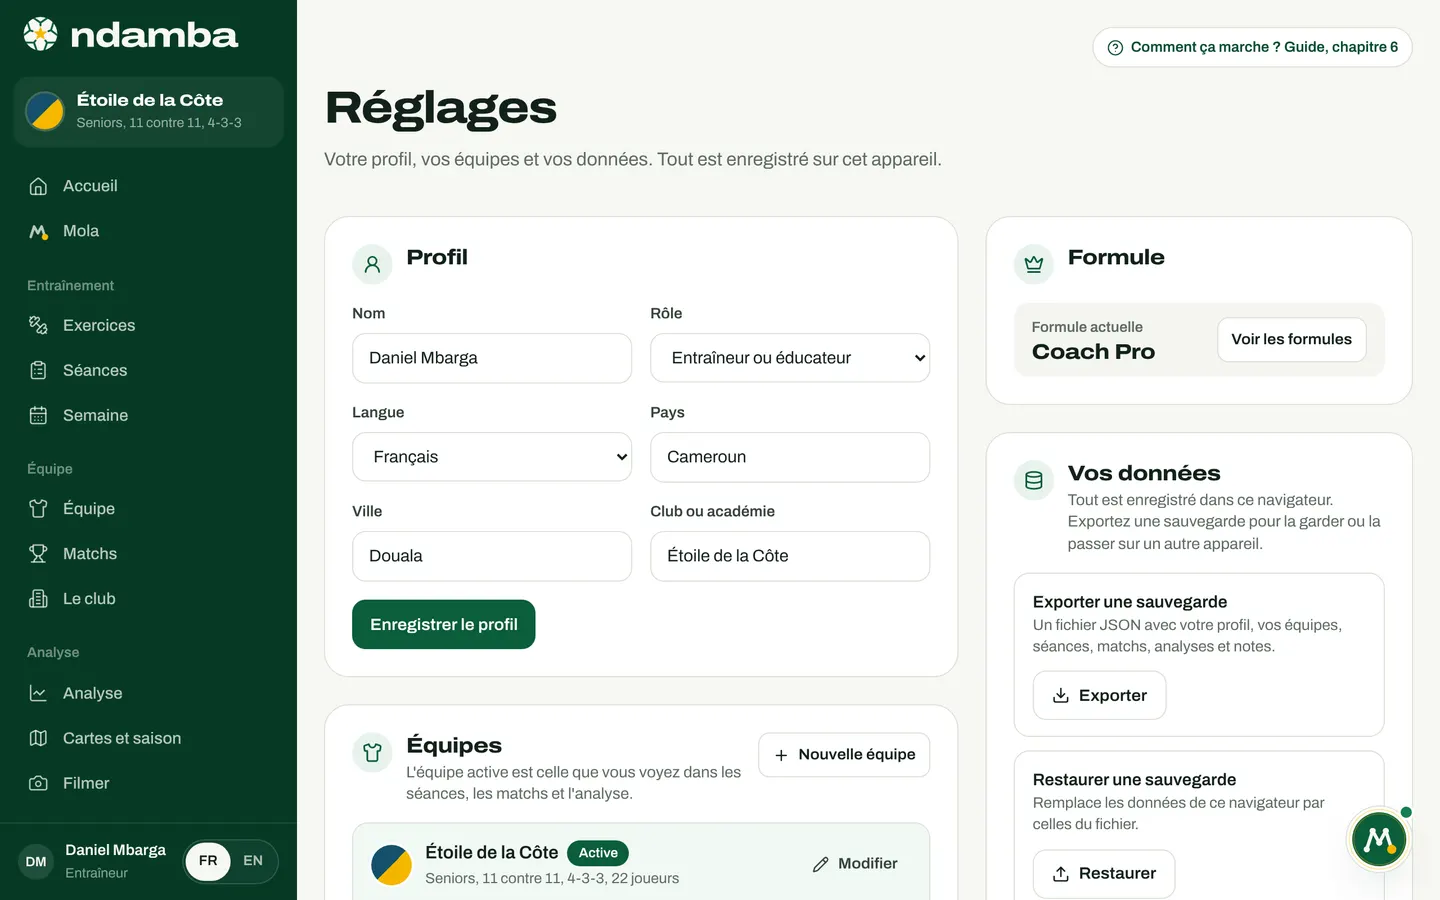 ndamba
Étoile de la Côte
Seniors, 11 contre 11, 4-3-3
Accueil
Mola
Entraînement
Exercices
Séances
Semaine
Équipe
Équipe
Matchs
Le club
Analyse
Analyse
Cartes et saison
Filmer
DM
Daniel Mbarga
Entraîneur
FR
EN
Comment ça marche ? Guide, chapitre 6
Réglages
Votre profil, vos équipes et vos données. Tout est enregistré sur cet appareil.
Profil
Nom
Rôle
Daniel Mbarga
Entraîneur ou éducateur
Langue
Pays
Français
Cameroun
Ville
Club ou académie
Douala
Étoile de la Côte
Enregistrer le profil
Équipes
L'équipe active est celle que vous voyez dans les
séances, les matchs et l'analyse.
Nouvelle équipe
Étoile de la Côte
Active
Seniors, 11 contre 11, 4-3-3, 22 joueurs
Modifier
Formule
Formule actuelle
Coach Pro
Voir les formules
Vos données
Tout est enregistré dans ce navigateur.
Exportez une sauvegarde pour la garder ou la
passer sur un autre appareil.
Exporter une sauvegarde
Un fichier JSON avec votre profil, vos équipes,
séances, matchs, analyses et notes.
Exporter
Restaurer une sauvegarde
Remplace les données de ce navigateur par
celles du fichier.
Restaurer